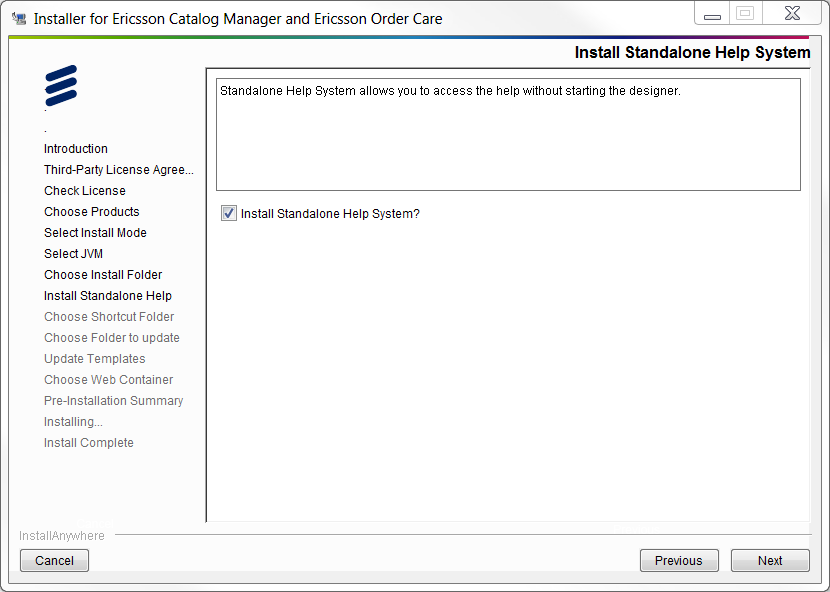 Installer for Ericsson Catalog Manager and Ericsson Order Care
Install Standalone Help System
.
.
Introduction
Third-Party License Agree...
Check License
Choose Products
Select Install Mode
Select JVM
Choose Install Folder
Install Standalone Help
Choose Shortcut Folder
Choose Folder to update
Update Templates
Choose Web Container
Pre-Installation Summary
Installing...
Install Complete
Standalone Help System allows you to access the help without starting the designer.
Install Standalone Help System?
InstallAnywhere
Cancel
Previous
Next